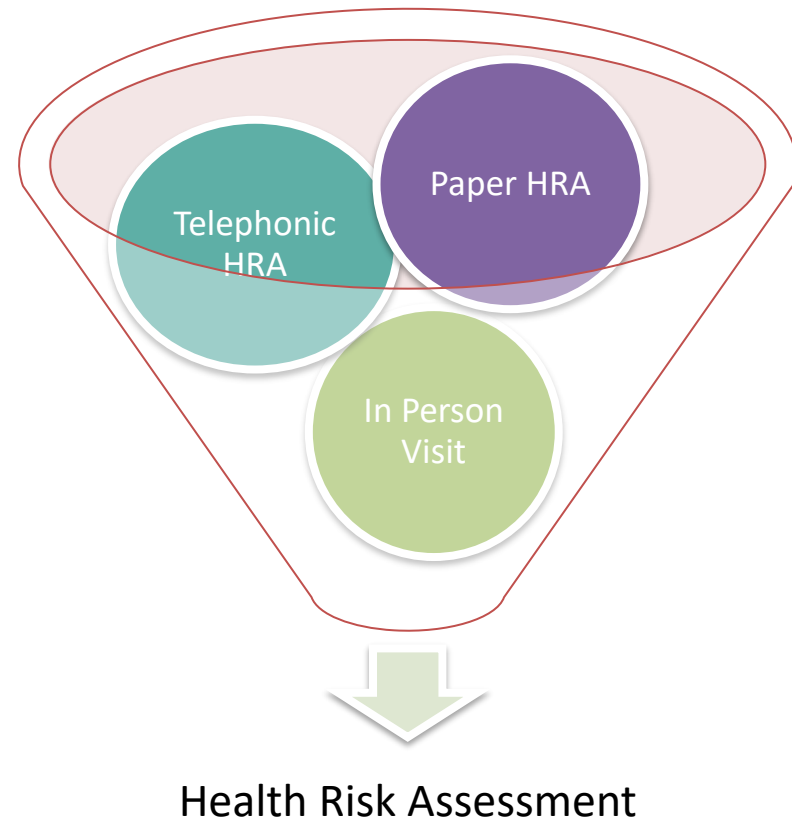 Paper HRA
Telephonic
HRA
In Person
Visit
Health Risk Assessment